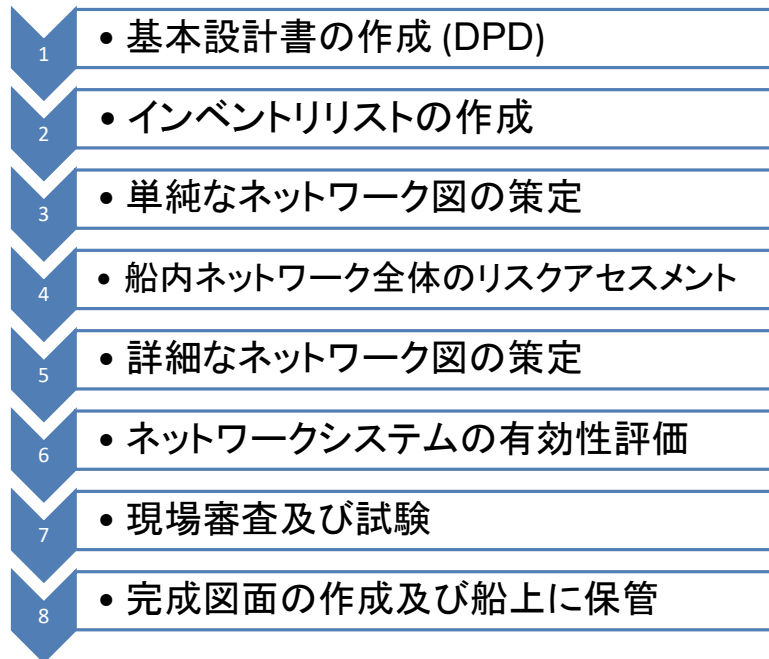 1 • 基本設計書の作成 (DPD)
2 • インベントリリストの作成
3 • 単純なネットワーク図の策定
4 • 船内ネットワーク全体のリスクアセスメント
5 • 詳細なネットワーク図の策定
6 • ネットワークシステムの有効性評価
7 • 現場審査及び試験
8 • 完成図面の作成及び船上に保管